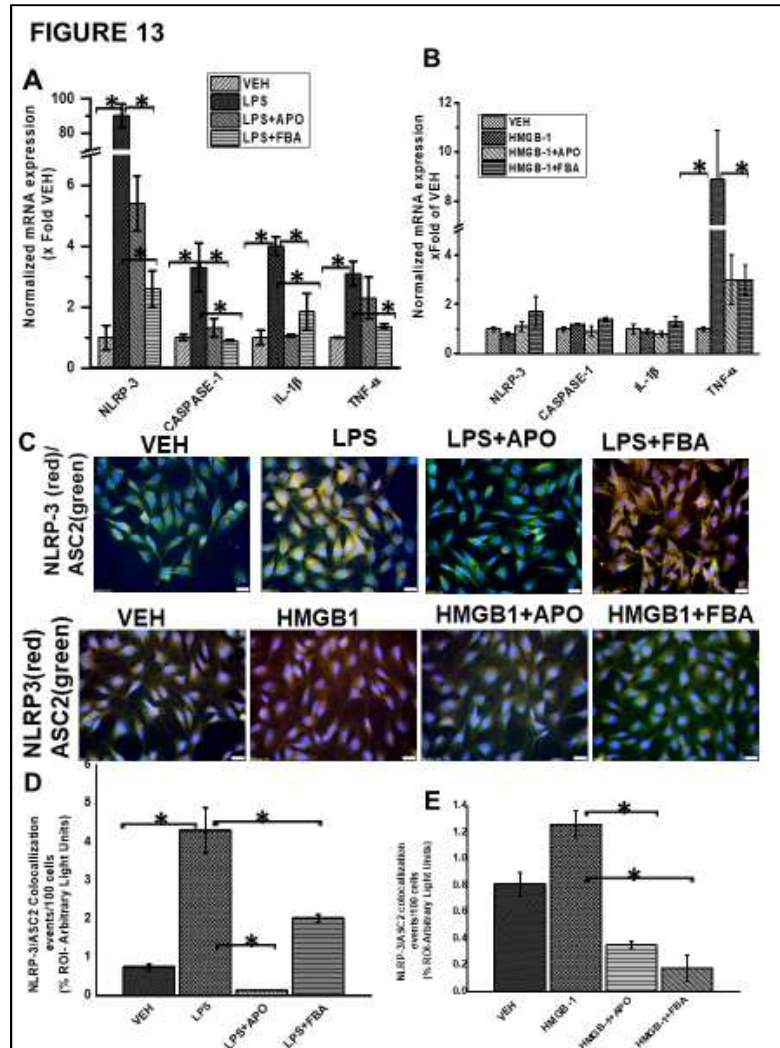 FIGURE 13
A
VEH
LPS
LPS+APO
LPS+FBA
Normalized mRNA expression
(x Fold VEH)
100
80
6
4
2
0
NLRP-3
CASPASE-1
IL-1β
TNF-α
* * * * * * * * * *
B
VEH
HMGB-1
HMGB-1+APO
HMGB-1+FBA
Normalized mRNA expression
xFold of VEH
12
10
8
6
4
2
0
NLRP-3
CASPASE-1
IL-1β
TNF-α
* *
C
VEH
LPS
LPS+APO
LPS+FBA
NLRP-3 (red)/
ASC2(green)
VEH
HMGB1
HMGB1+APO
HMGB1+FBA
NLRP3(red)
ASC2(green)
D
NLRP-3/ASC2 Colocallization
events/100 cells
(% ROI- Arbitrary Light Units)
6
4
2
1
0
VEH
LPS
LPS+APO
LPS+FBA
* * *
E
NLRP-3/ASC2 colocalization
events/100 cells
(% ROI-Arbitrary Light Units)
1.4
1.2
1.0
0.8
0.6
0.4
0.2
0.0
VEH
HMGB-1
HMGB-1+APO
HMGB-1+FBA
* *